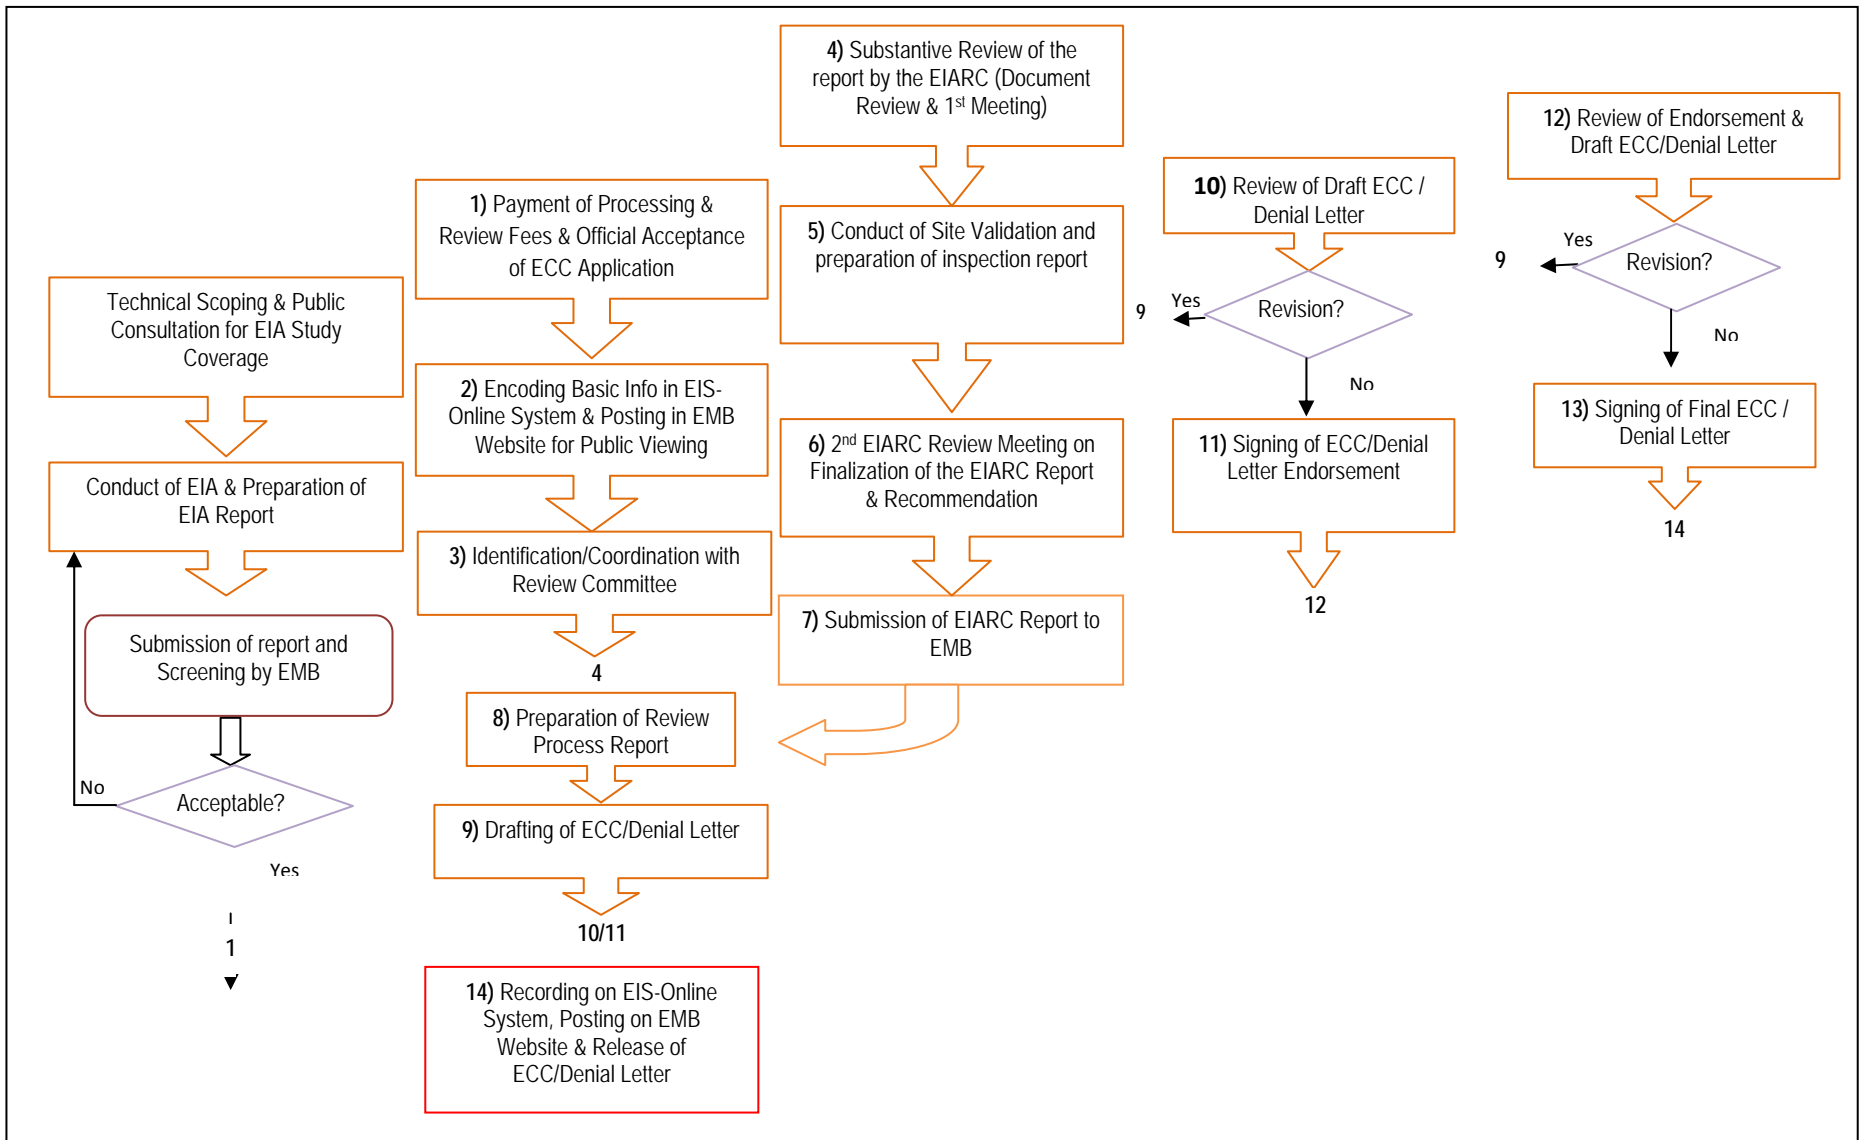 Technical Scoping & Public
Consultation for EIA Study
Coverage
Conduct of EIA & Preparation of
EIA Report
Submission of report and
Screening by EMB
Acceptable?
No
Yes
1
1) Payment of Processing &
Review Fees & Official Acceptance
of ECC Application
2) Encoding Basic Info in EIS-
Online System & Posting in EMB
Website for Public Viewing
3) Identification/Coordination with
Review Committee
4
8) Preparation of Review
Process Report
9) Drafting of ECC/Denial Letter
10/11
14) Recording on EIS-Online
System, Posting on EMB
Website & Release of
ECC/Denial Letter
4) Substantive Review of the
report by the EIARC (Document
Review & 1st Meeting)
5) Conduct of Site Validation and
preparation of inspection report
6) 2nd EIARC Review Meeting on
Finalization of the EIARC Report
& Recommendation
7) Submission of EIARC Report to
EMB
10) Review of Draft ECC /
Denial Letter
Revision?
Yes
9
No
11) Signing of ECC/Denial
Letter Endorsement
12
12) Review of Endorsement &
Draft ECC/Denial Letter
Revision?
Yes
9
No
13) Signing of Final ECC /
Denial Letter
14